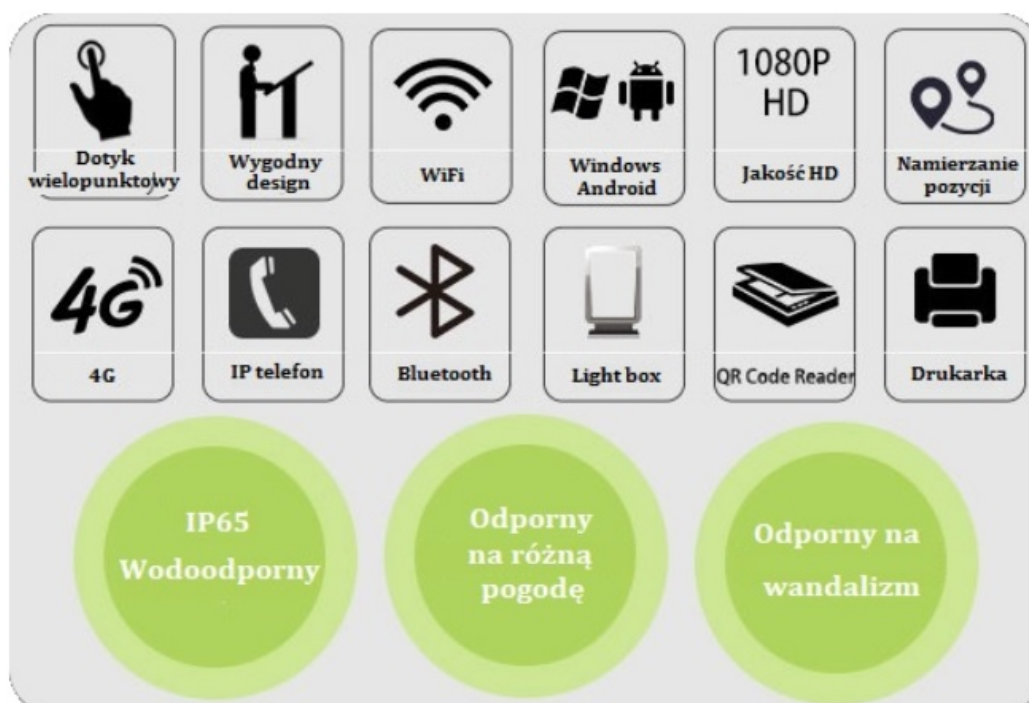 1080P
HD
Dotyk
wielopunktowy
Wygodny
design
WiFi
Windows
Android
Jakość HD
Namierzanie
pozycji
4G
4G
IP telefon
Bluetooth
Light box
QR Code Reader
Drukarka
IP65
Wodoodporny
Odporny
na różną
pogodę
Odporny na
wandalizm